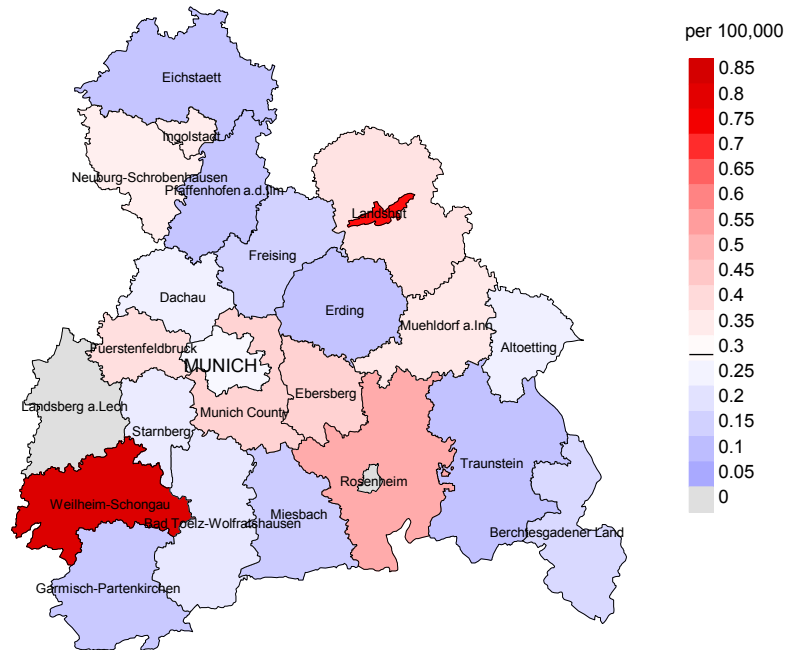 per 100,000
Eichstaett
Ingolstadt
Neuburg-Schrobenhausen
Pfaffenhofen a.d.Ilm
Landshut
Freising
Dachau
Erding
Muehldorf a.Inn
Altoetting
Fuerstenfeldbruck
MUNICH
Ebersberg
Landsberg a.Lech
Munich County
Starnberg
Traunstein
Rosenheim
Weilheim-Schongau
Miesbach
Bad Toelz-Wolfratshausen
Berchtesgadener Land
Garmisch-Partenkirchen
0.85
0.8
0.75
0.7
0.65
0.6
0.55
0.5
0.45
0.4
0.35
0.3
0.25
0.2
0.15
0.1
0.05
0